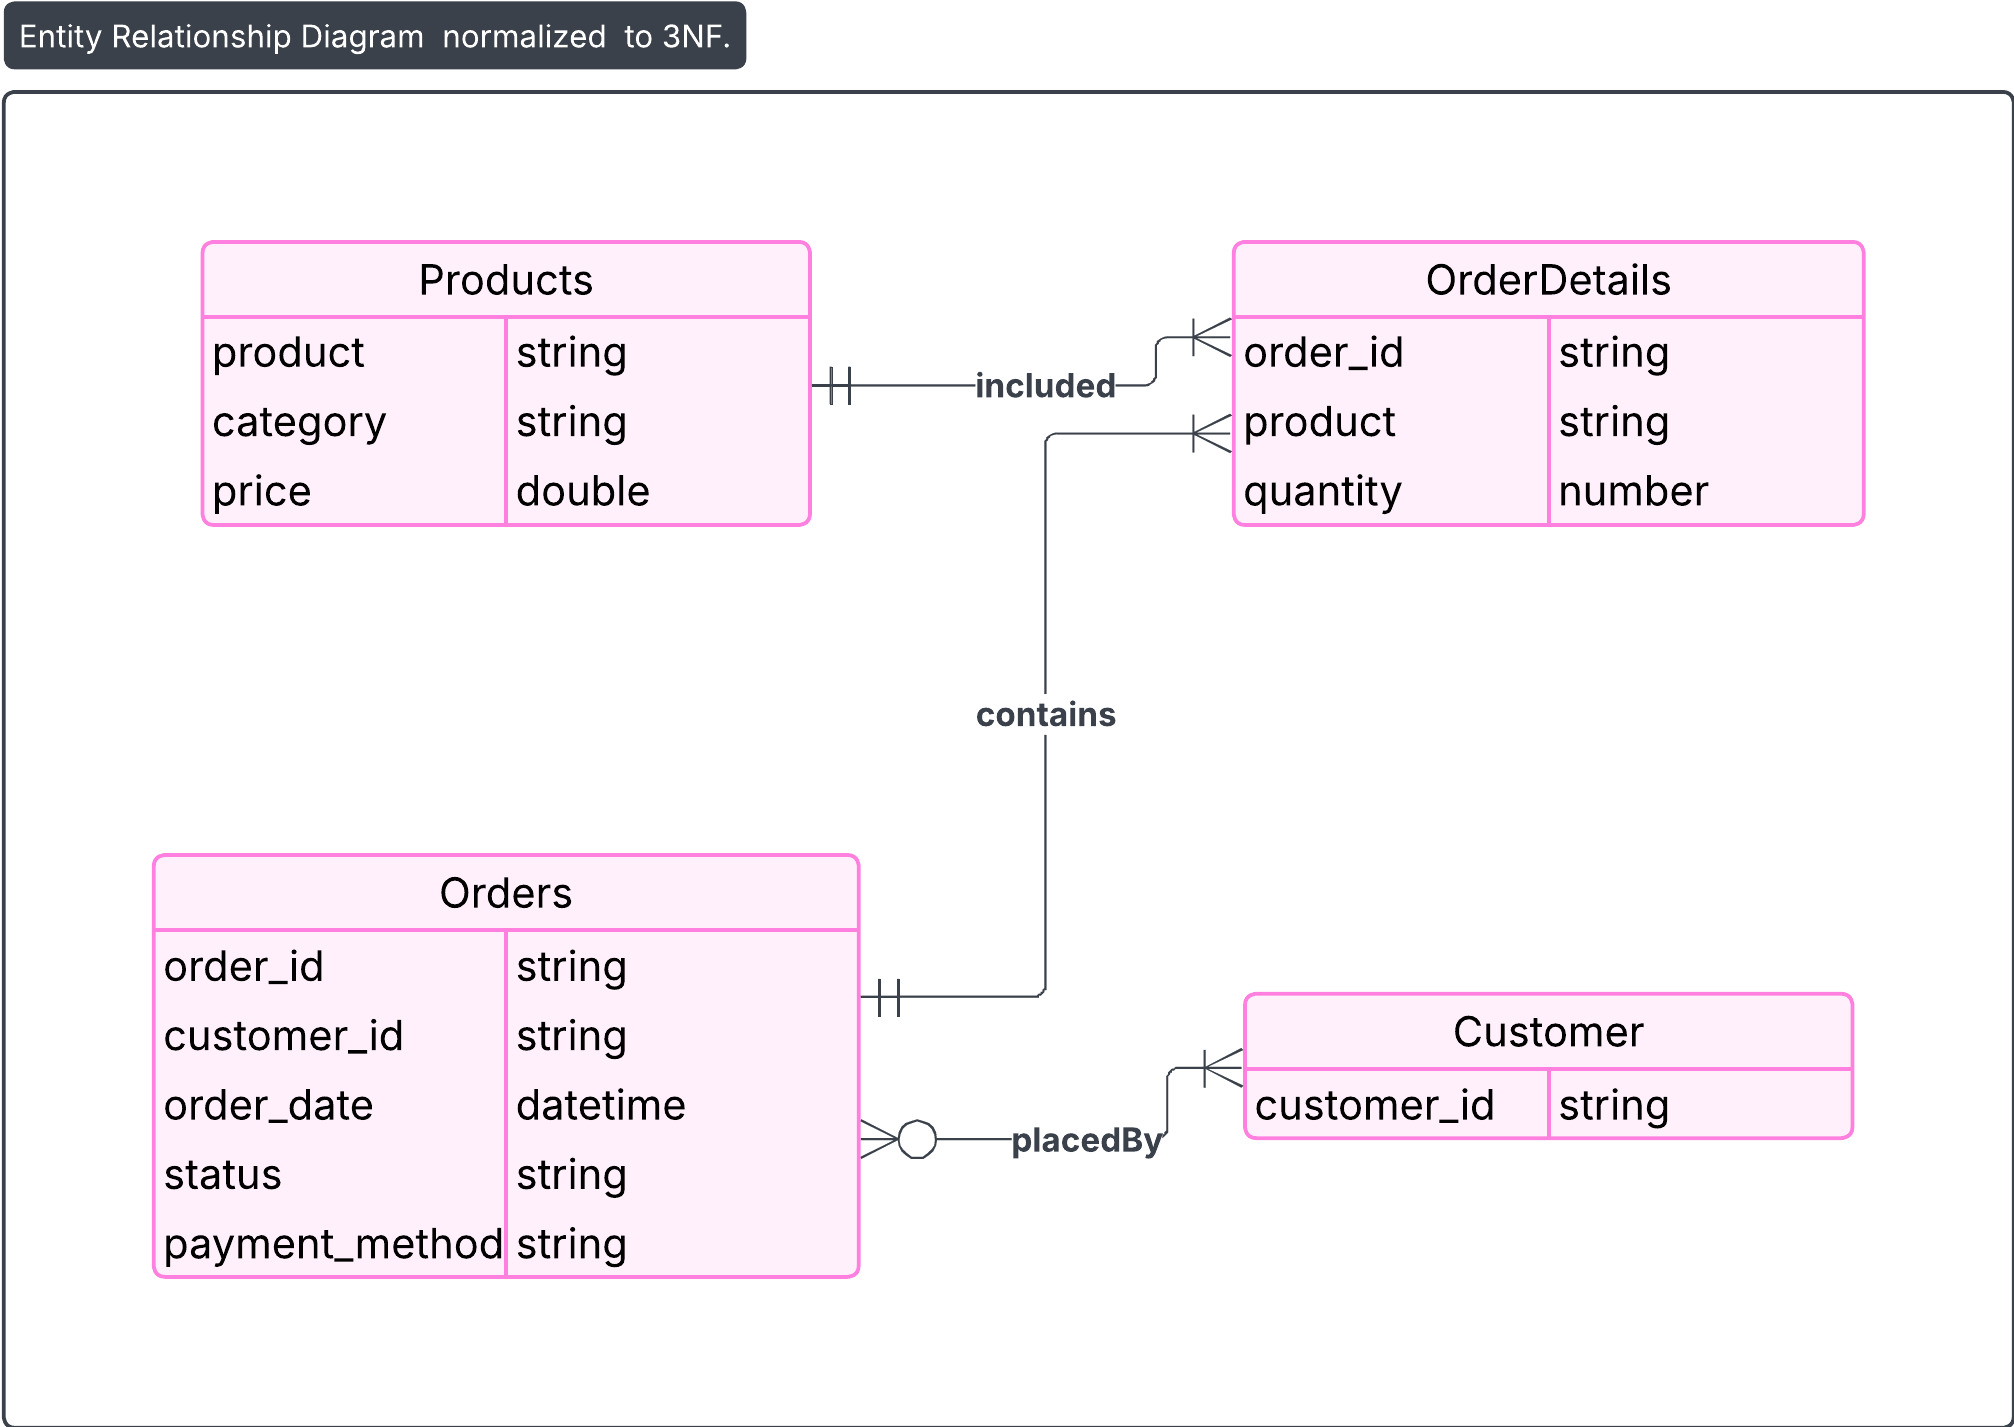 Entity Relationship Diagram normalized to 3NF.
Products
product string
category string
price double
OrderDetails
order_id string
product string
quantity number
included
contains
Orders
order_id string
customer_id string
order_date datetime
status string
payment_method string
placedBy
Customer
customer_id string